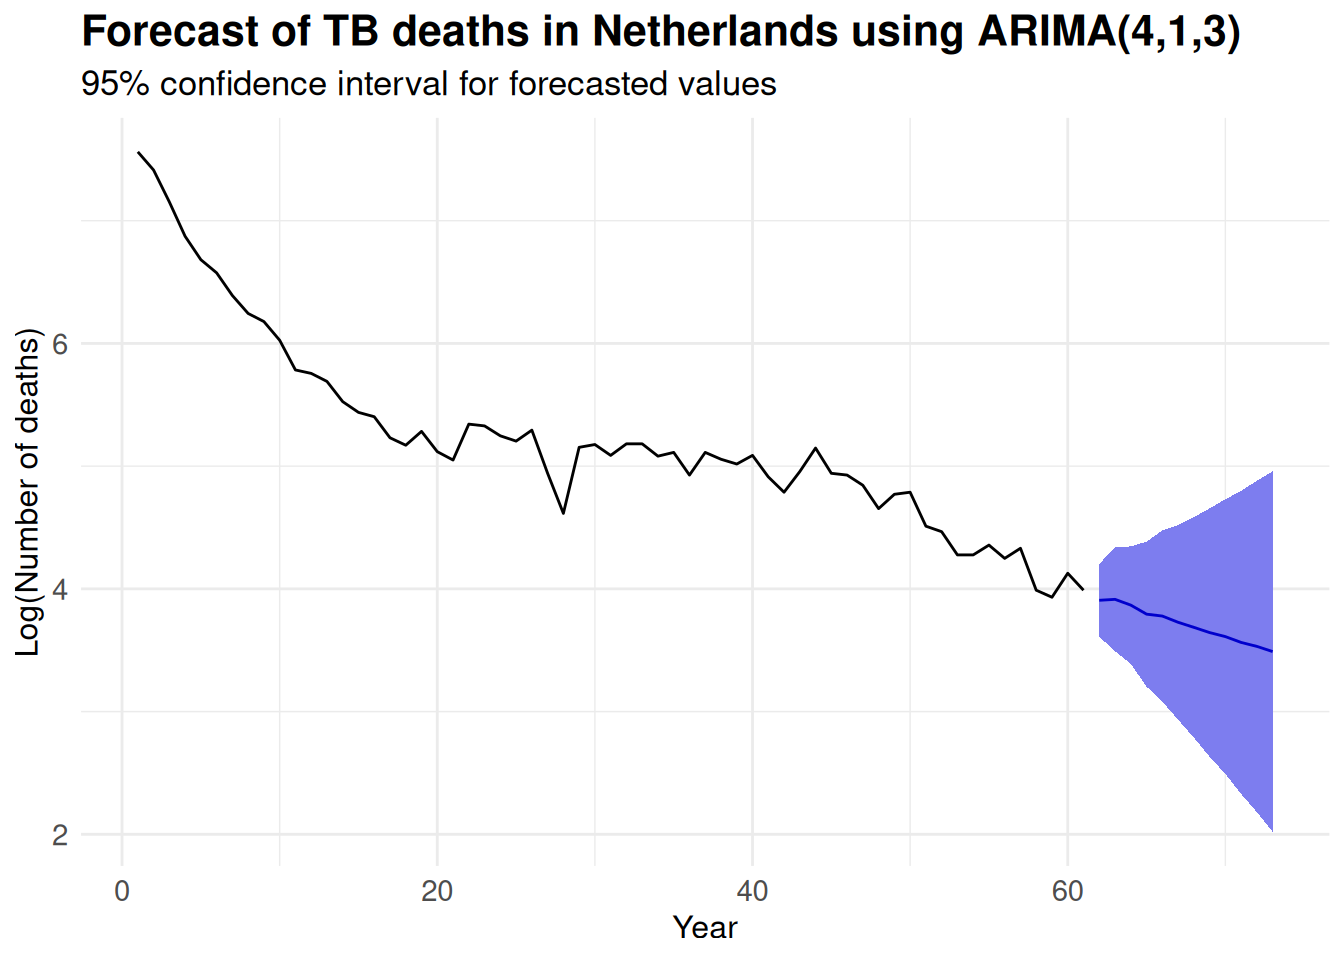 Forecast of TB deaths in Netherlands using ARIMA(4,1,3)
95% confidence interval for forecasted values
Log(Number of deaths)
6
4
2
0 20 40 60
Year